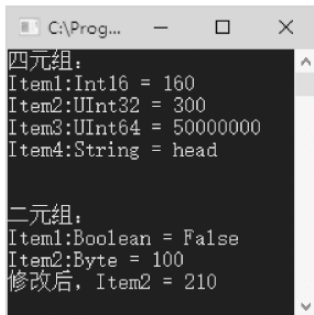 C:\Prog...
四元组：
Item1:Int16 = 160
Item2:UInt32 = 300
Item3:UInt64 = 50000000
Item4:String = head
二元组：
Item1:Boolean = False
Item2:Byte = 100
修改后，Item2 = 210